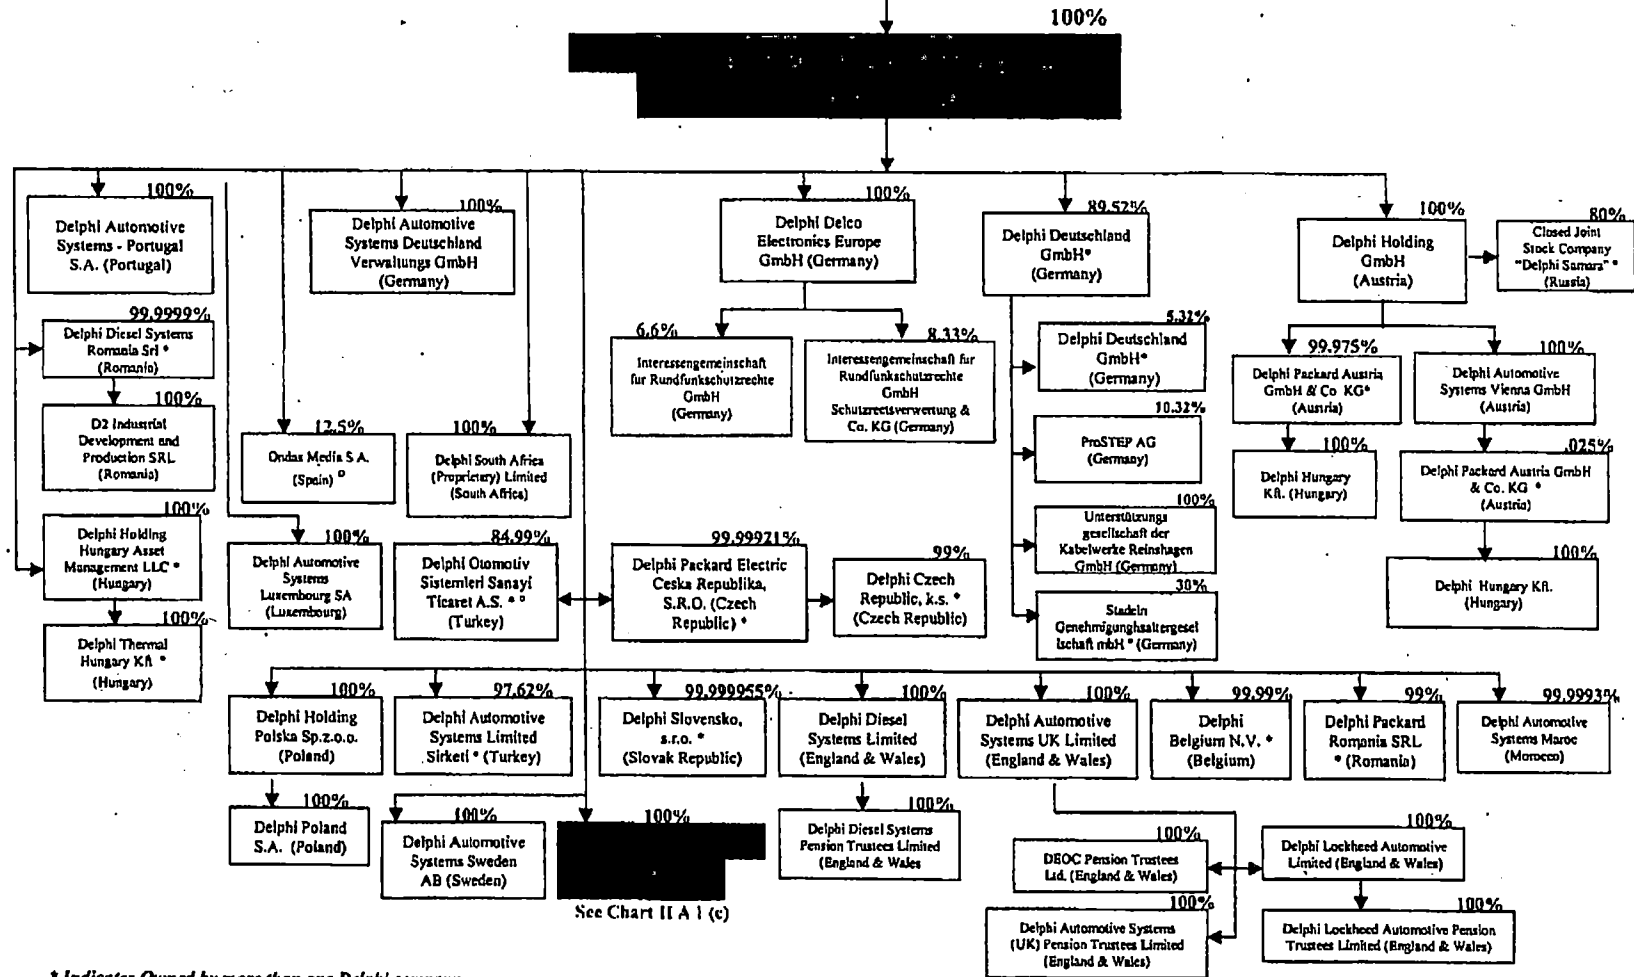 100%
100%
Delphi Automotive
Systems - Portugal
S.A. (Portugal)
100%
Delphi Automotive
Systems Deutschland
Verwaltungs GmbH
(Germany)
100%
Delphi Delco
Electronics Europe
GmbH (Germany)
89.52%
Delphi Deutschland
GmbH*
(Germany)
100%
Delphi Holding
GmbH
(Austria)
80%
Closed Joint
Stock Company
"Delphi Samara" *
(Russia)
99.9999%
Delphi Diesel Systems
Romania Srl *
(Romania)
100%
D2 Industrial
Development and
Production SRL
(Romania)
100%
Delphi Holding
Hungary Asset
Management LLC *
(Hungary)
100%
Delphi Thermal
Hungary Kft *
(Hungary)
12.5%
Ondas Media S A.
(Spain) □
100%
Delphi South Africa
(Proprietary) Limited
(South Africa)
6.6%
Interessengemeinschaft
fur Rundfunkschutzrechte
GmbH
(Germany)
8.33%
Interessengemeinschaft fur
Rundfunkschutzrechte
GmbH
Schutzrectsverwertung &
Co. KG (Germany)
5.32%
Delphi Deutschland
GmbH*
(Germany)
10.32%
ProSTEP AG
(Germany)
100%
Unterstützungs
gesellschaft der
Kabelwerke Reinshagen
GmbH (Germany)
30%
Stadeln
Genehmigunghsaltergesel
lschaft mbH * (Germany)
99.975%
Delphi Packard Austria
GmbH & Co KG*
(Austria)
100%
Delphi Automotive
Systems Vienna GmbH
(Austria)
100%
Delphi Hungary
Kft. (Hungary)
.025%
Delphi Packard Austria GmbH
& Co. KG *
(Austria)
100%
Delphi Hungary Kft.
(Hungary)
100%
Delphi Automotive
Systems
Luxembourg SA
(Luxembourg)
84.99%
Delphi Otomotiv
Sistemleri Sanayi
Ticaret A.S. * □
(Turkey)
99.99921%
Delphi Packard Electric
Ceska Republika,
S.R.O. (Czech
Republic) *
99%
Delphi Czech
Republic, k.s. *
(Czech Republic)
100%
Delphi Holding
Polska Sp.z.o.o.
(Poland)
97.62%
Delphi Automotive
Systems Limited
Sirketi * (Turkey)
99.999955%
Delphi Slovensko,
s.r.o. *
(Slovak Republic)
100%
Delphi Diesel
Systems Limited
(England & Wales)
100%
Delphi Automotive
Systems UK Limited
(England & Wales)
99.99%
Delphi
Belgium N.V. *
(Belgium)
99%
Delphi Packard
Romania SRL
* (Romania)
99.9993%
Delphi Automotive
Systems Maroc
(Morocco)
100%
Delphi Poland
S.A. (Poland)
100%
Delphi Automotive
Systems Sweden
AB (Sweden)
100%
See Chart II A 1 (c)
100%
Delphi Diesel Systems
Pension Trustees Limited
(England & Wales
100%
DEOC Pension Trustees
Ltd. (England & Wales)
100%
Delphi Lockheed Automotive
Limited (England & Wales)
100%
Delphi Automotive Systems
(UK) Pension Trustees Limited
(England & Wales)
100%
Delphi Lockheed Automotive Pension
Trustees Limited (England & Wales)